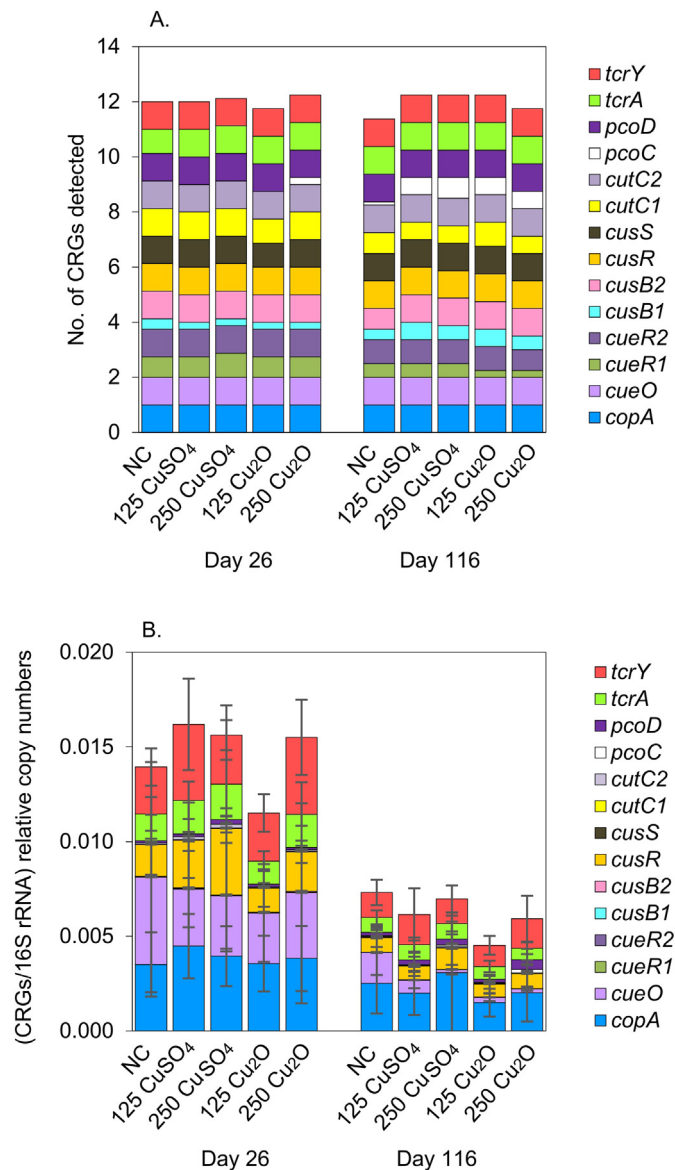 A.
No. of CRGs detected
14
12
10
8
6
4
2
0
NC
125 CuSO₄
250 CuSO₄
125 Cu₂O
250 Cu₂O
NC
125 CuSO₄
250 CuSO₄
125 Cu₂O
250 Cu₂O
Day 26
Day 116
tcrY
tcrA
pcoD
pcoC
cutC2
cutC1
cusS
cusR
cusB2
cusB1
cueR2
cueR1
cueO
copA
B.
(CRGs/16S rRNA) relative copy numbers
0.020
0.015
0.010
0.005
0.000
NC
125 CuSO₄
250 CuSO₄
125 Cu₂O
250 Cu₂O
NC
125 CuSO₄
250 CuSO₄
125 Cu₂O
250 Cu₂O
Day 26
Day 116
tcrY
tcrA
pcoD
pcoC
cutC2
cutC1
cusS
cusR
cusB2
cusB1
cueR2
cueR1
cueO
copA